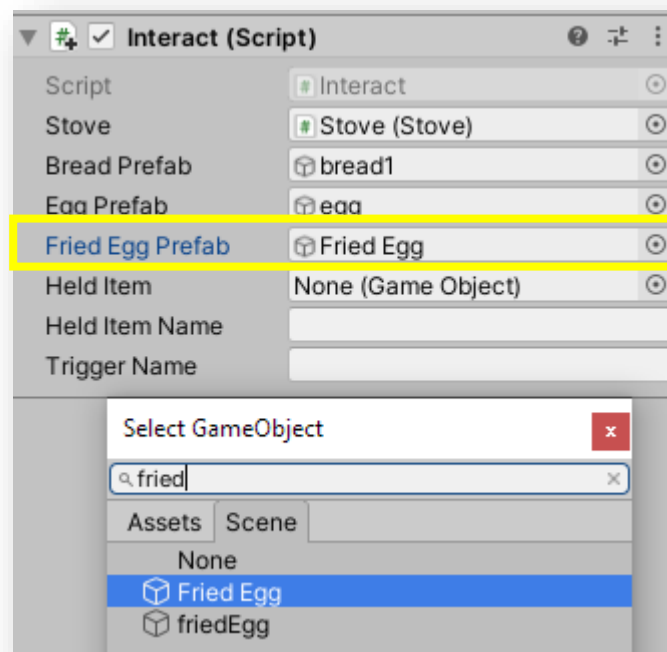 Interact (Script)
Script # Interact
Stove # Stove (Stove)
Bread Prefab bread1
Egg Prefab egg
Fried Egg Prefab Fried Egg
Held Item None (Game Object)
Held Item Name
Trigger Name
Select GameObject x
fried
Assets Scene
None
Fried Egg
friedEgg